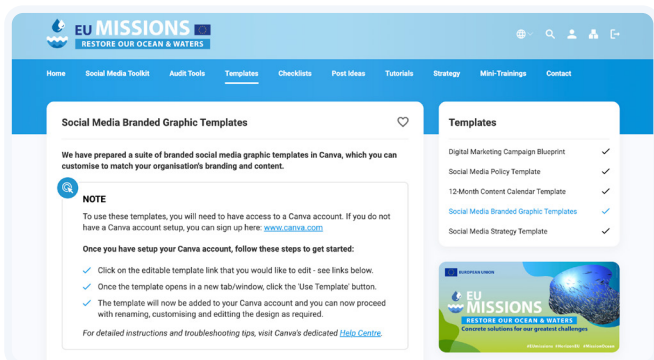 EU MISSIONS
RESTORE OUR OCEAN & WATERS
Home Social Media Toolkit Audit Tools Templates Checklists Post Ideas Tutorials Strategy Mini-Trainings Contact
Social Media Branded Graphic Templates
We have prepared a suite of branded social media graphic templates in Canva, which you can
customise to match your organisation's branding and content.
NOTE
To use these templates, you will need to have access to a Canva account. If you do not
have a Canva account setup, you can sign up here: www.canva.com
Once you have setup your Canva account, follow these steps to get started:
Click on the editable template link that you would like to edit - see links below.
Once the template opens in a new tab/window, click the 'Use Template' button.
The template will now be added to your Canva account and you can now proceed
with renaming, customising and editting the design as required.
For detailed instructions and troubleshooting tips, visit Canva's dedicated Help Centre.
Templates
Digital Marketing Campaign Blueprint
Social Media Policy Template
12-Month Content Calendar Template
Social Media Branded Graphic Templates
Social Media Strategy Template
EUROPEAN UNION
EU
MISSIONS
RESTORE OUR OCEAN & WATERS
Concrete solutions for our greatest challenges